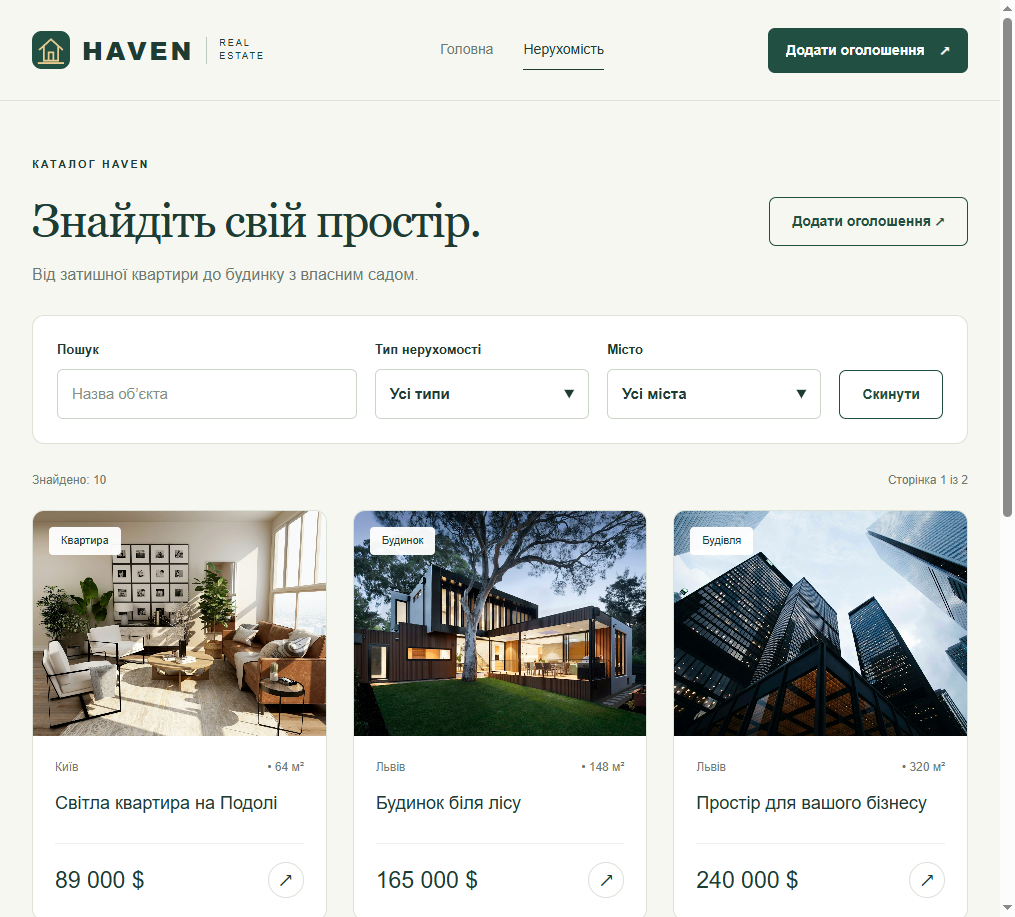 HAVEN
REAL
ESTATE
Головна
Нерухомість
Додати оголошення ↗
КАТАЛОГ HAVEN
Знайдіть свій простір.
Додати оголошення ↗
Від затишної квартири до будинку з власним садом.
Пошук
Тип нерухомості
Місто
Назва об'єкта
Усі типи ▼
Усі міста ▼
Скинути
Знайдено: 10
Сторінка 1 із 2
Квартира
Будинок
Будівля
Київ
• 64 м²
Львів
• 148 м²
Львів
• 320 м²
Світла квартира на Подолі
Будинок біля лісу
Простір для вашого бізнесу
89 000 $ ↗
165 000 $ ↗
240 000 $ ↗